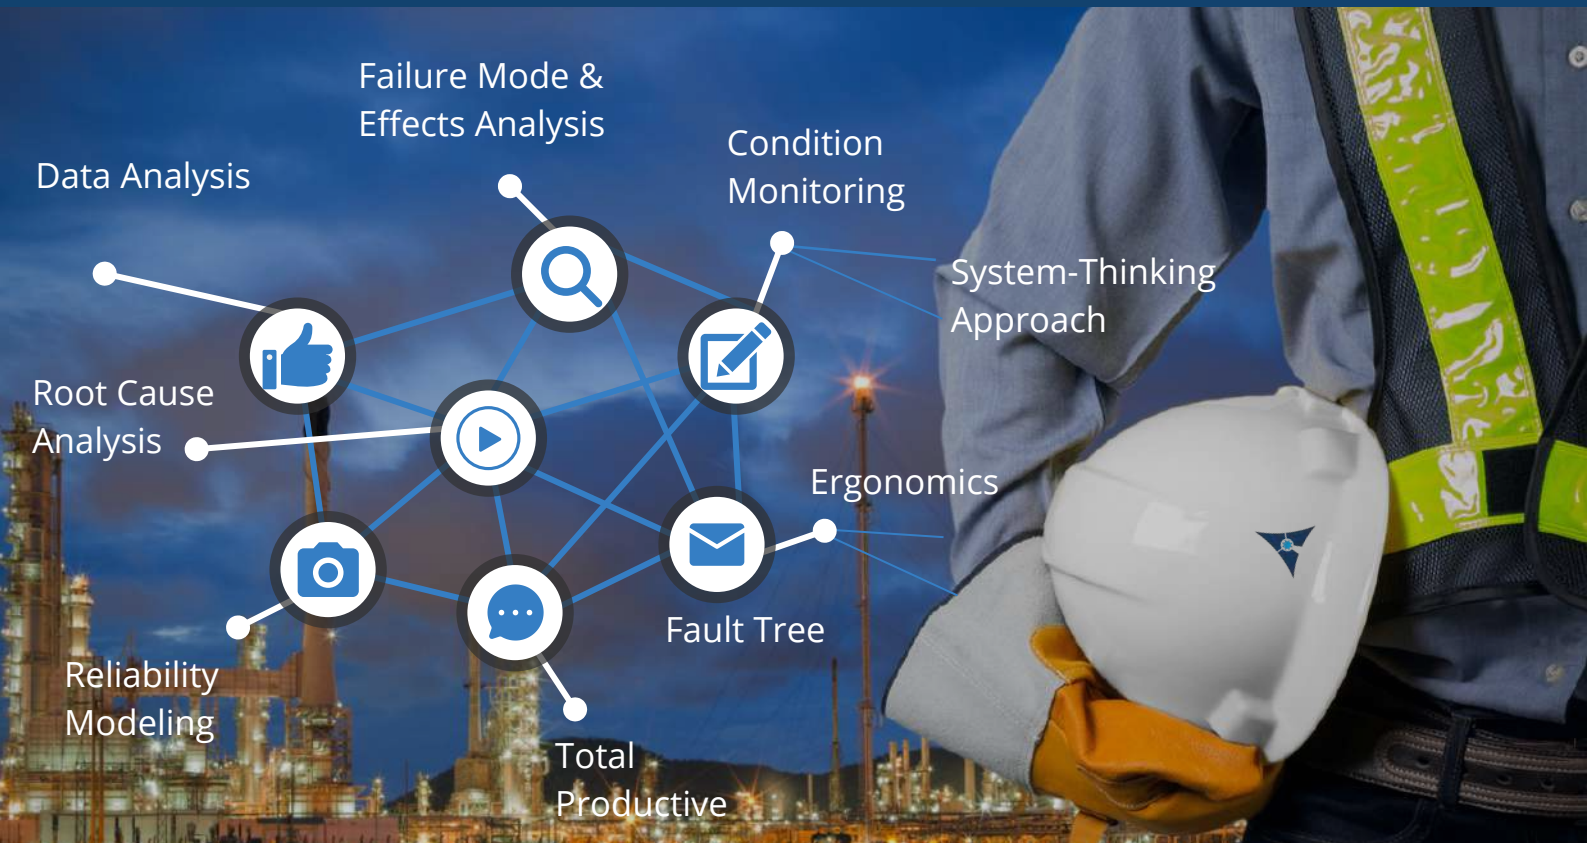 Failure Mode &
Effects Analysis
Condition
Monitoring
Data Analysis
System-Thinking
Approach
Root Cause
Analysis
Ergonomics
Fault Tree
Reliability
Modeling
Total
Productive